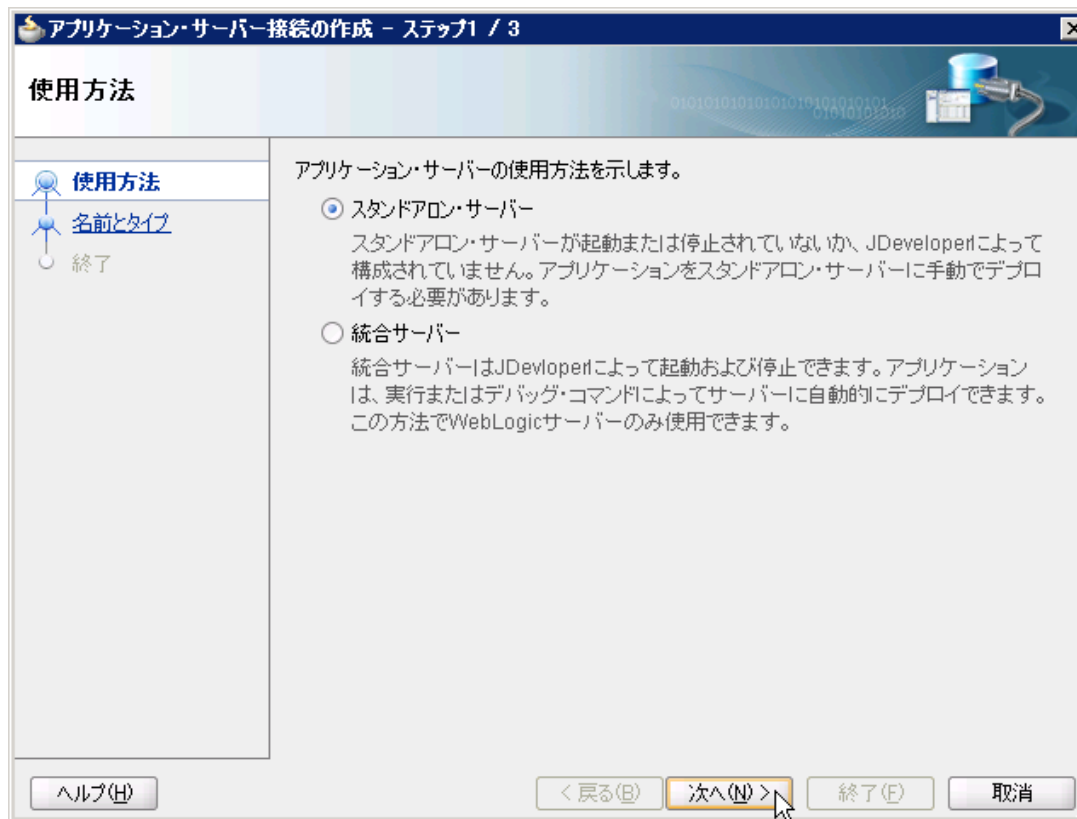 アプリケーション・サーバー接続の作成 - ステップ1 / 3
使用方法
010101010101010101010101
01010101010
使用方法
名前とタイプ
終了
アプリケーション・サーバーの使用方法を示します。
スタンドアロン・サーバー
スタンドアロン・サーバーが起動または停止されていないか、JDeveloperによって
構成されていません。アプリケーションをスタンドアロン・サーバーに手動でデプロ
イする必要があります。
統合サーバー
統合サーバーはJDevloperによって起動および停止できます。アプリケーション
は、実行またはデバッグ・コマンドによってサーバーに自動的にデプロイできます。
この方法でWebLogicサーバーのみ使用できます。
ヘルプ(H)
< 戻る(B)
次へ(N) >
終了(F)
取消